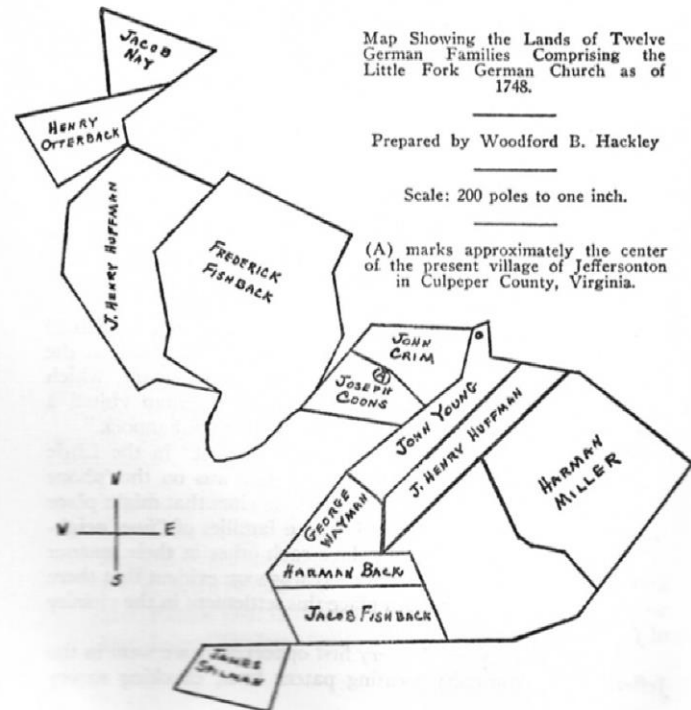 Map Showing the Lands of Twelve
German Families Comprising the
Little Fork German Church as of
1748.
Prepared by Woodford B. Hackley
Scale: 200 poles to one inch.
(A) marks approximately the center
of the present village of Jeffersonton
in Culpeper County, Virginia.
JACOB
NAY
HENRY
OTTERBACK
J. HENRY HUFFMAN
FREDERICK
FISHBACK
JOHN
CRIM
A
JOSEPH
COONS
JOHN YOUNG
J. HENRY HUFFMAN
HARMAN
MILLER
GEORGE
WAYMAN
HARMAN BACK
JACOB FISHBACK
JAMES
SPILMAN
N
W E
S